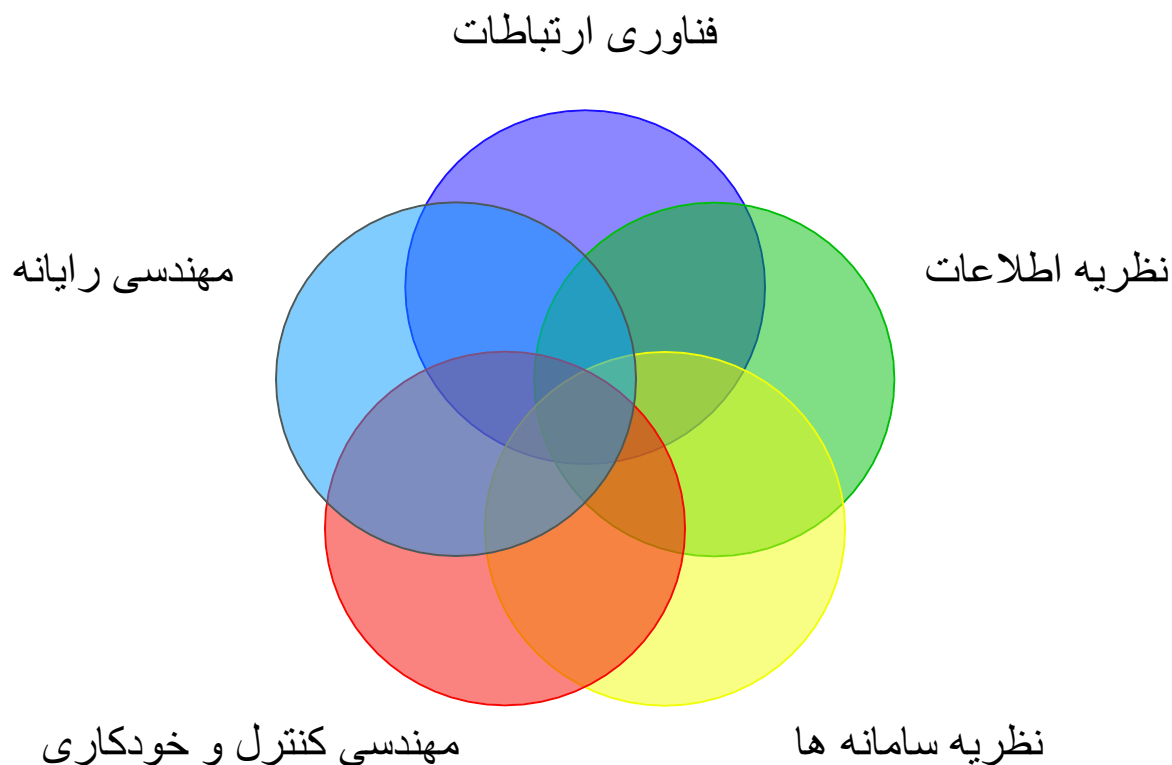 فناوری ارتباطات
نظریه اطلاعات
مهندسی رایانه
نظریه سامانه ها
مهندسی کنترل و خودکاری